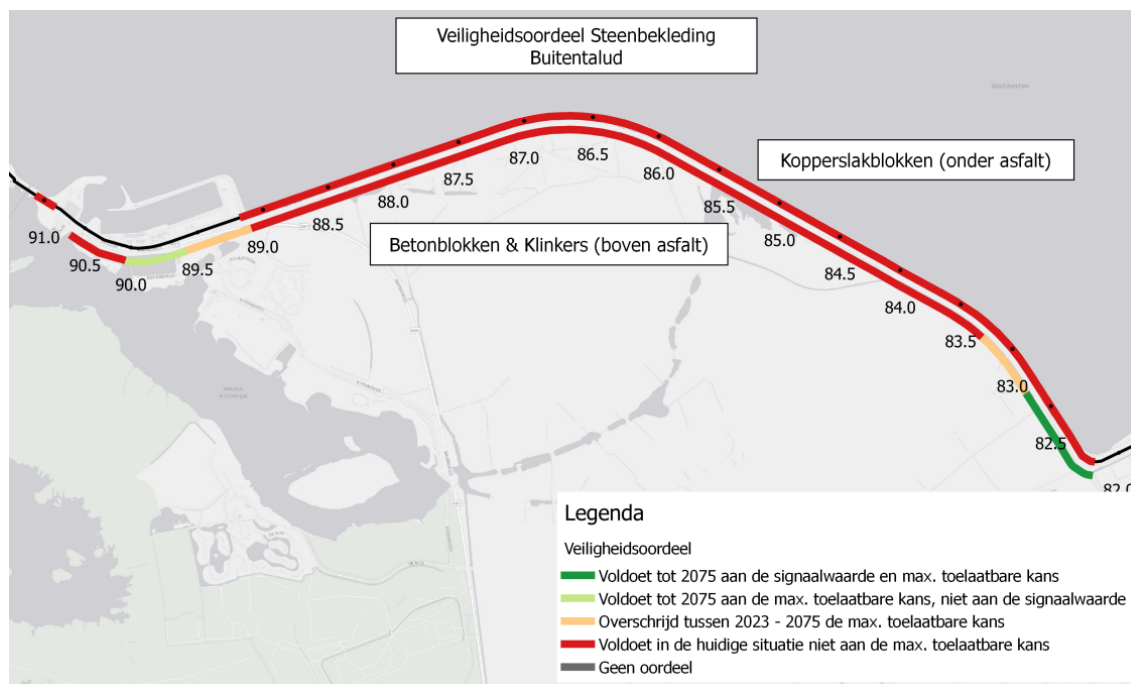 Veiligheidsoordeel Steenbekleding
Buitentalud
Kopperslakblokken (onder asfalt)
Betonblokken & Klinkers (boven asfalt)
91.0
90.5
90.0
89.5
89.0
88.5
88.0
87.5
87.0
86.5
86.0
85.5
85.0
84.5
84.0
83.5
83.0
82.5
82.0
Legenda
Veiligheidsoordeel
Voldoet tot 2075 aan de signaalwaarde en max. toelaatbare kans
Voldoet tot 2075 aan de max. toelaatbare kans, niet aan de signaalwaarde
Overschrijd tussen 2023 - 2075 de max. toelaatbare kans
Voldoet in de huidige situatie niet aan de max. toelaatbare kans
Geen oordeel